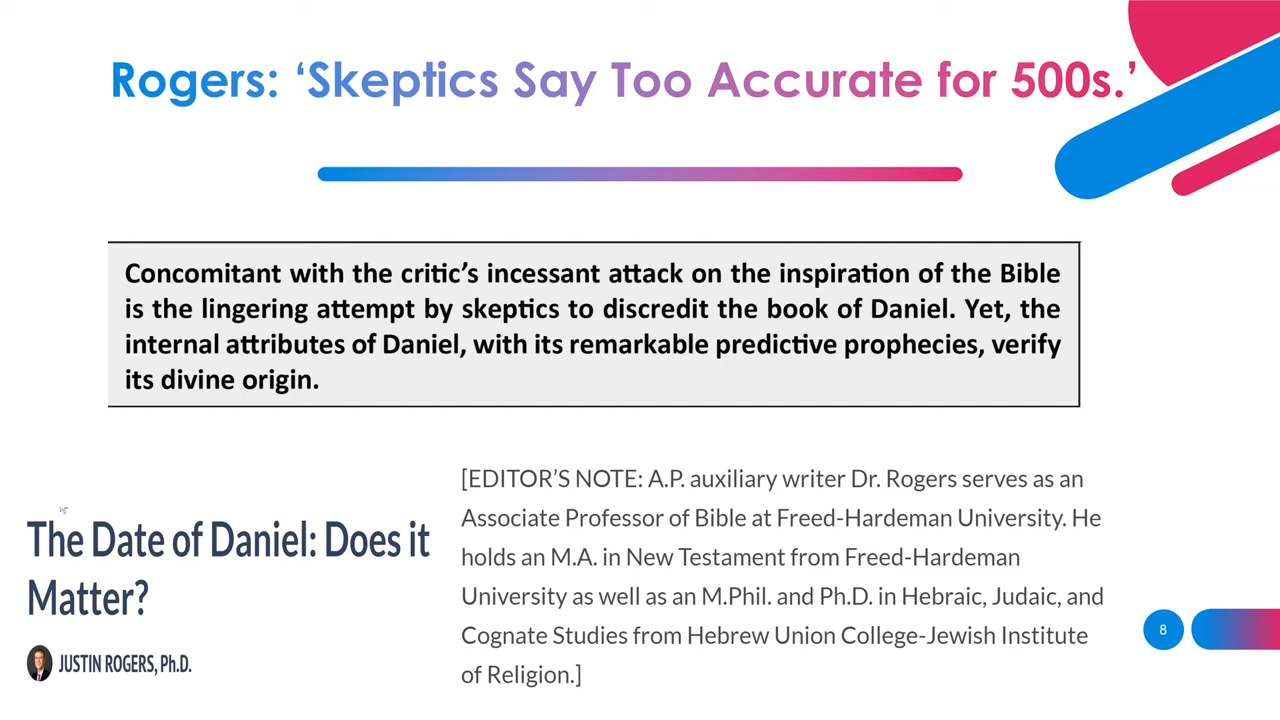 Rogers: ‘Skeptics Say Too Accurate for 500s.’
Concomitant with the critic’s incessant attack on the inspiration of the Bible
is the lingering attempt by skeptics to discredit the book of Daniel. Yet, the
internal attributes of Daniel, with its remarkable predictive prophecies, verify
its divine origin.
The Date of Daniel: Does it
Matter?
JUSTIN ROGERS, Ph.D.
[EDITOR’S NOTE: A.P. auxiliary writer Dr. Rogers serves as an
Associate Professor of Bible at Freed-Hardeman University. He
holds an M.A. in New Testament from Freed-Hardeman
University as well as an M.Phil. and Ph.D. in Hebraic, Judaic, and
Cognate Studies from Hebrew Union College-Jewish Institute
of Religion.]
8